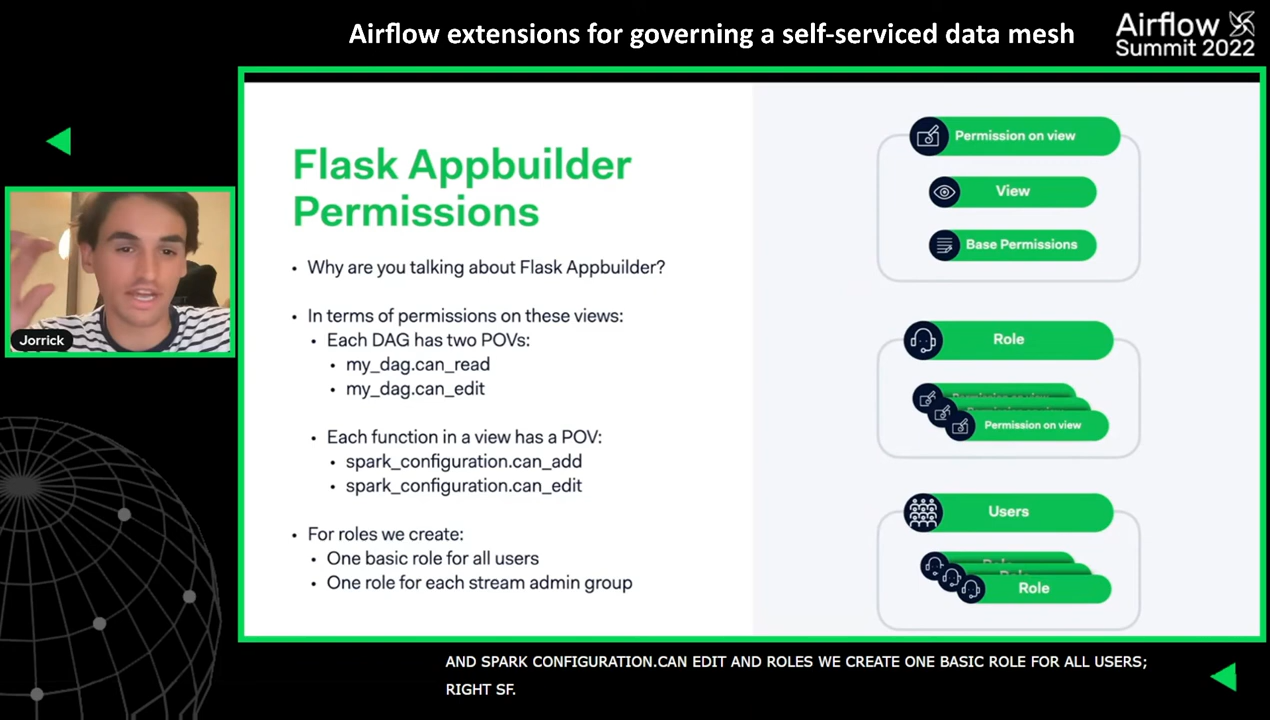 Airflow extensions for governing a self-serviced data mesh
Airflow
Summit 2022
Flask Appbuilder
Permissions
• Why are you talking about Flask Appbuilder?
• In terms of permissions on these views:
• Each DAG has two POVs:
• my_dag.can_read
• my_dag.can_edit
• Each function in a view has a POV:
• spark_configuration.can_add
• spark_configuration.can_edit
• For roles we create:
• One basic role for all users
• One role for each stream admin group
Permission on view
View
Base Permissions
Role
Permission on view
Users
Role
Jorrick
AND SPARK CONFIGURATION.CAN EDIT AND ROLES WE CREATE ONE BASIC ROLE FOR ALL USERS;
RIGHT SF.